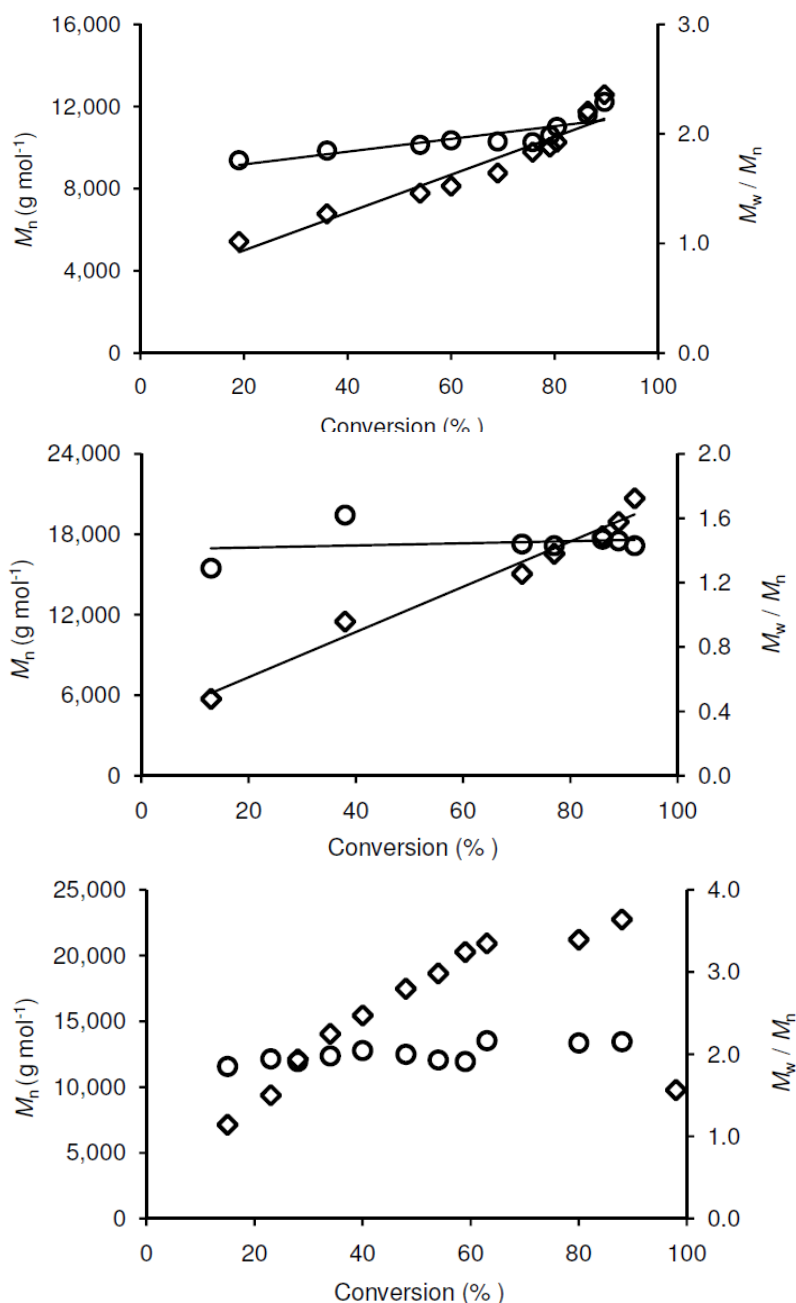 16,000
12,000
8,000
4,000
0
Mn (g mol-1)
3.0
2.0
1.0
0.0
Mw / Mn
0 20 40 60 80 100
Conversion (% )
24,000
18,000
12,000
6,000
0
Mn (g mol-1)
2.0
1.6
1.2
0.8
0.4
0.0
Mw / Mn
0 20 40 60 80 100
Conversion (% )
25,000
20,000
15,000
10,000
5,000
0
Mn (g mol-1)
4.0
3.0
2.0
1.0
0.0
Mw / Mn
0 20 40 60 80 100
Conversion (% )